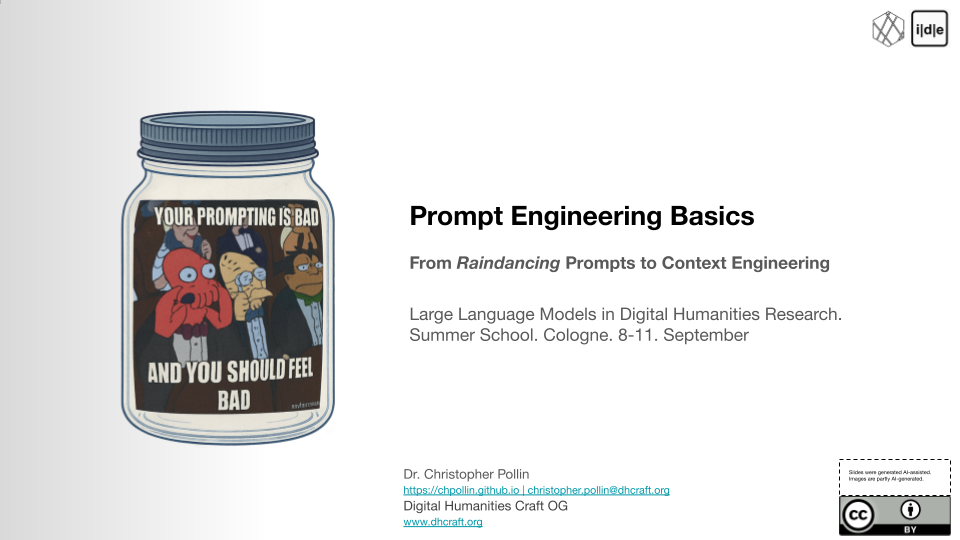 i|d|e
YOUR PROMPTING IS BAD
AND YOU SHOULD FEEL
BAD
Prompt Engineering Basics
From Raindancing Prompts to Context Engineering
Large Language Models in Digital Humanities Research.
Summer School. Cologne. 8-11. September
Dr. Christopher Pollin
https://chpollin.github.io | christopher.pollin@dhcraft.org
Digital Humanities Craft OG
www.dhcraft.org
Slides were generated AI-assisted.
Images are partly AI-generated.
CC
BY